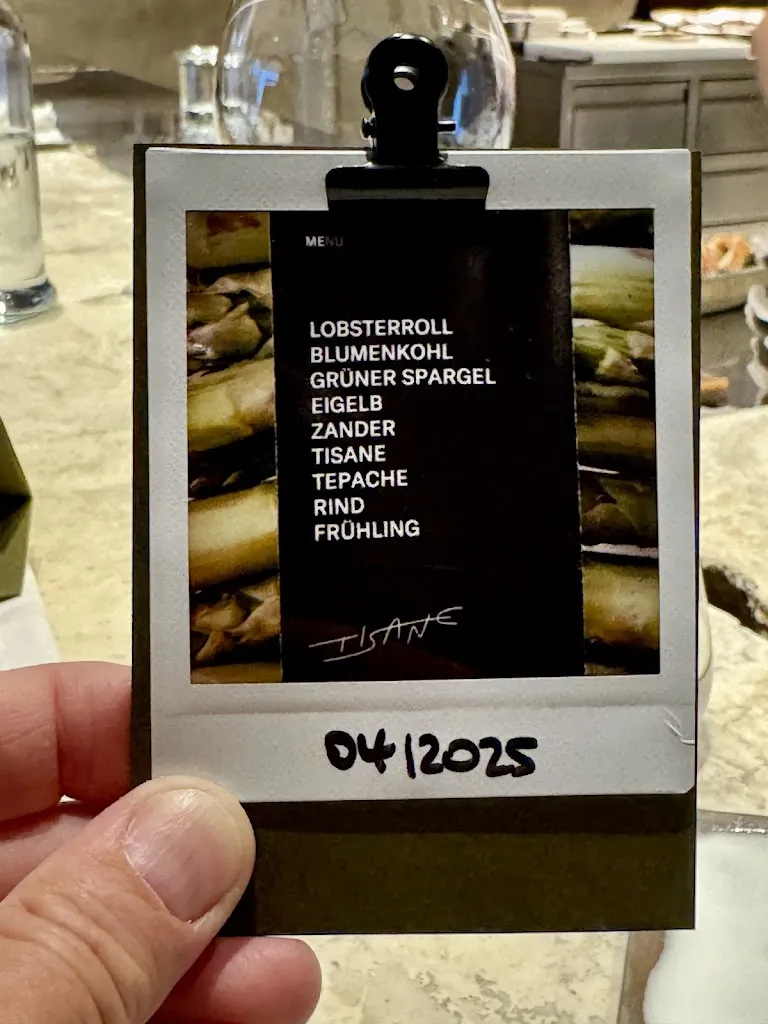 MENU
LOBSTERROLL
BLUMENKOHL
GRÜNER SPARGEL
EIGELB
ZANDER
TISANE
TEPACHE
RIND
FRÜHLING
TISANE
04/2025